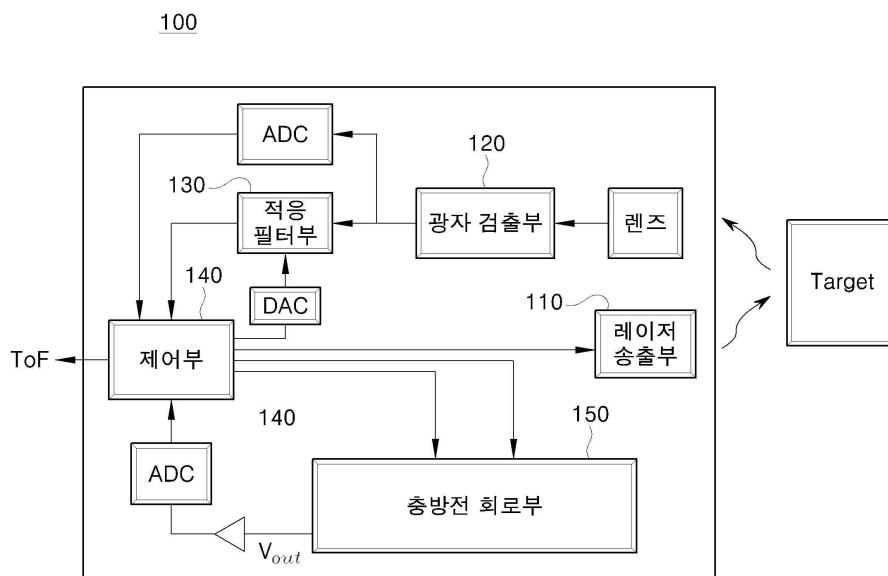 100
ADC
120
130
적응
필터부
광자 검출부
렌즈
140
DAC
110
Target
ToF
제어부
레이저
송출부
140
150
ADC
충방전 회로부
Vout